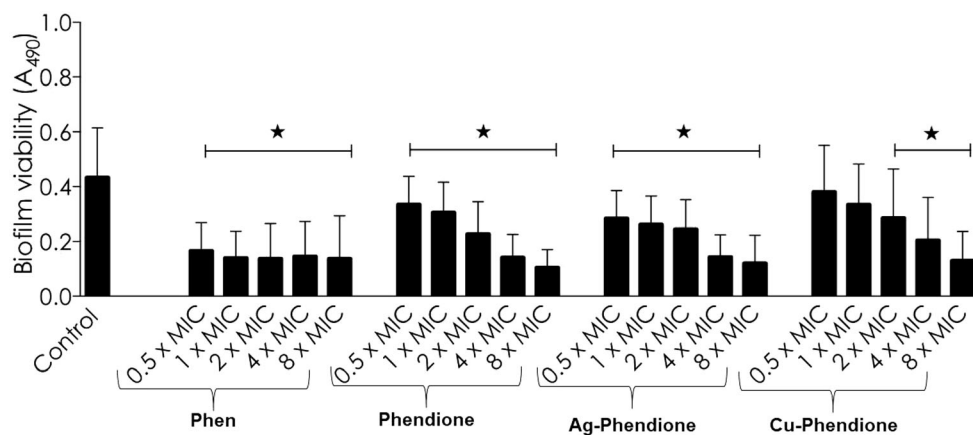 Biofilm viability (A490)
1.0
0.8
0.6
0.4
0.2
0.0
★
★
★
★
Control
0.5 x MIC
1 x MIC
2 x MIC
4 x MIC
8 x MIC
0.5 x MIC
1 x MIC
2 x MIC
4 x MIC
8 x MIC
0.5 x MIC
1 x MIC
2 x MIC
4 x MIC
8 x MIC
0.5 x MIC
1 x MIC
2 x MIC
4 x MIC
8 x MIC
Phen
Phendione
Ag-Phendione
Cu-Phendione